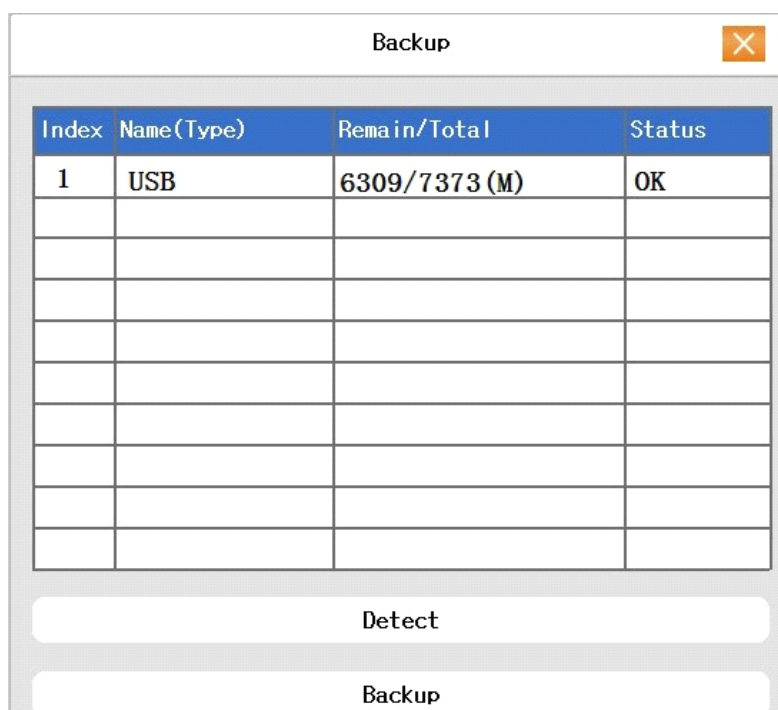 Backup
Index Name(Type) Remain/Total Status
1 USB 6309/7373(M) OK
Detect
Backup